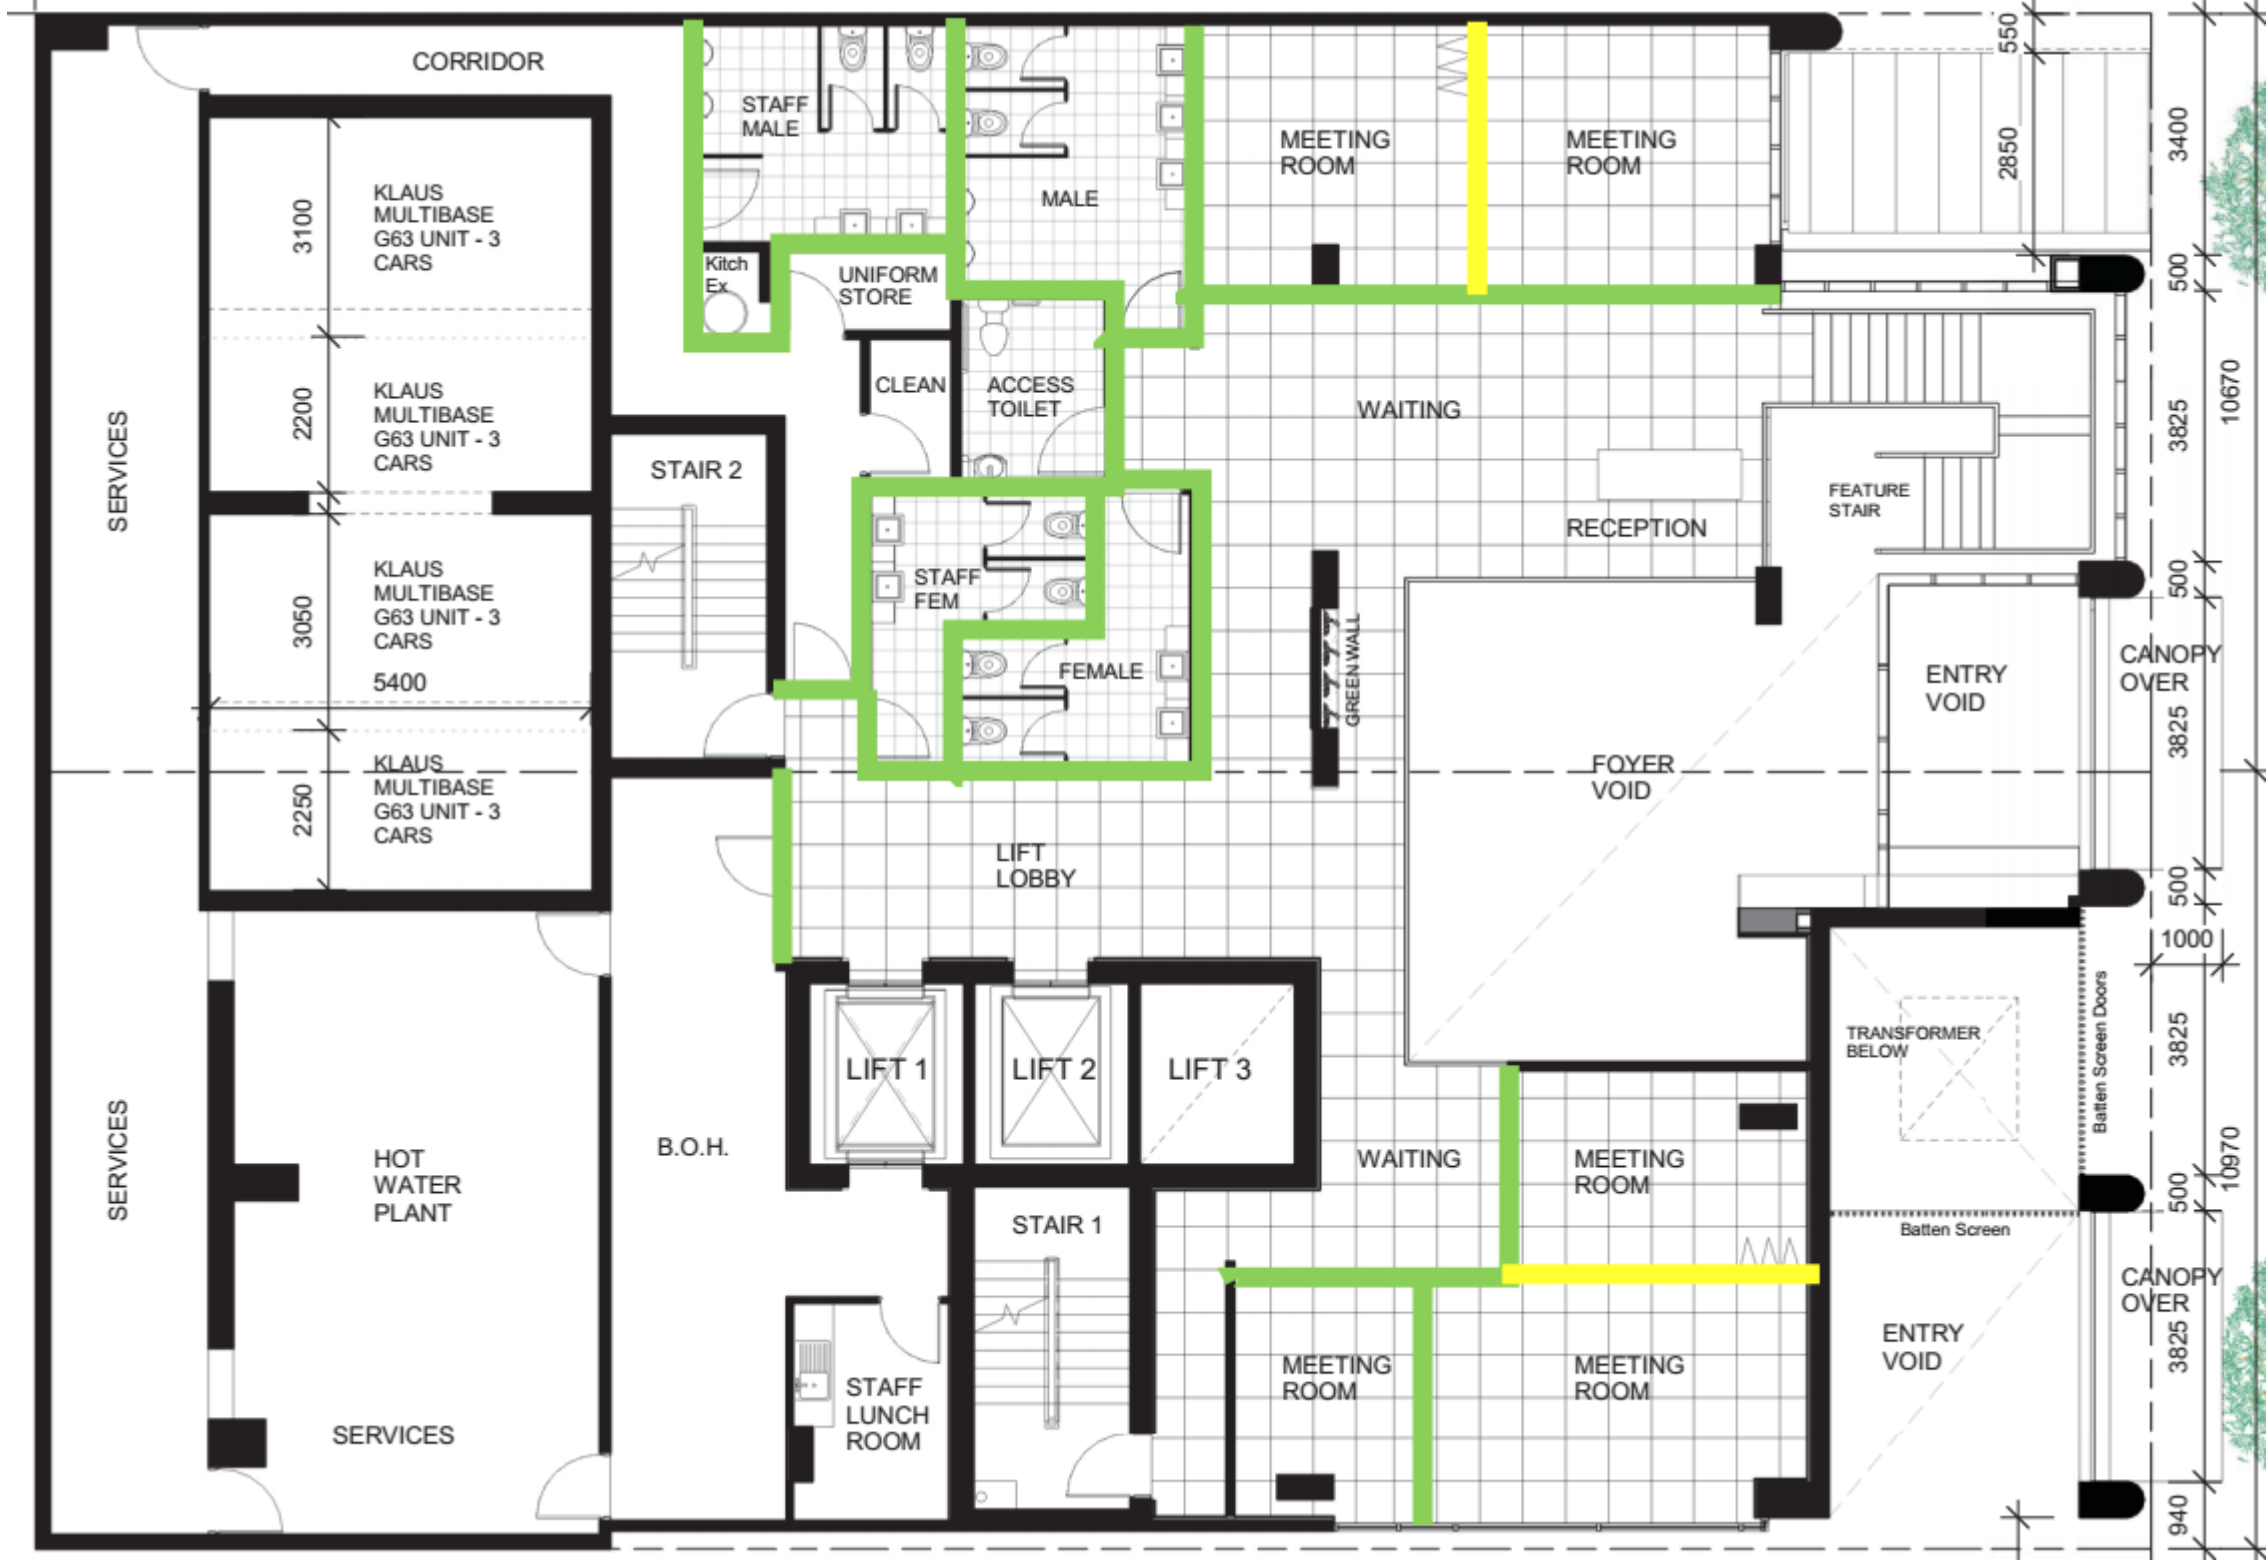 CORRIDOR
STAFF
MALE
MALE
MEETING
ROOM
MEETING
ROOM
550
3400
2850
KLAUS
MULTIBASE
G63 UNIT - 3
CARS
3100
Kitch
Ex
UNIFORM
STORE
500
KLAUS
MULTIBASE
G63 UNIT - 3
CARS
2200
CLEAN
ACCESS
TOILET
WAITING
3825
10670
SERVICES
STAIR 2
FEATURE
STAIR
RECEPTION
KLAUS
MULTIBASE
G63 UNIT - 3
CARS
3050
5400
STAFF
FEM
FEMALE
GREEN WALL
500
ENTRY
VOID
CANOPY
OVER
3825
FOYER
VOID
KLAUS
MULTIBASE
G63 UNIT - 3
CARS
2250
LIFT
LOBBY
500
1000
LIFT 1
LIFT 2
LIFT 3
TRANSFORMER
BELOW
Batten Screen Doors
3825
SERVICES
HOT
WATER
PLANT
B.O.H.
WAITING
MEETING
ROOM
10970
500
STAIR 1
Batten Screen
CANOPY
OVER
ENTRY
VOID
3825
MEETING
ROOM
MEETING
ROOM
STAFF
LUNCH
ROOM
SERVICES
940